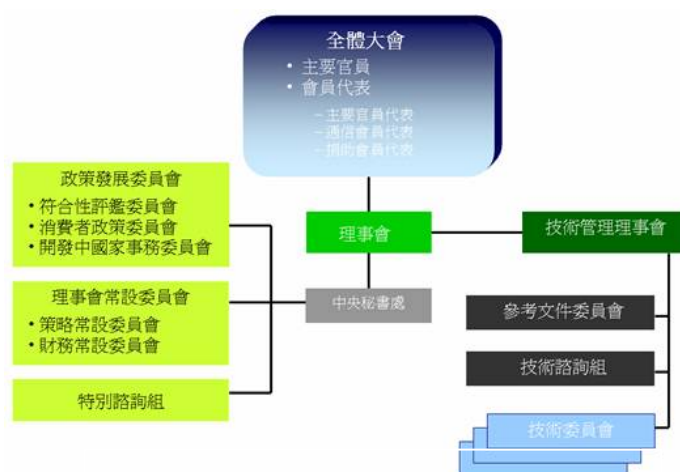 全體大會
• 主要官員
• 會員代表
–主要官員代表
–通信會員代表
–捐助會員代表
政策發展委員會
• 符合性評鑑委員會
• 消費者政策委員會
• 開發中國家事務委員會
理事會
技術管理理事會
理事會常設委員會
• 策略常設委員會
• 財務常設委員會
中央秘書處
參考文件委員會
技術諮詢組
特別諮詢組
技術委員會